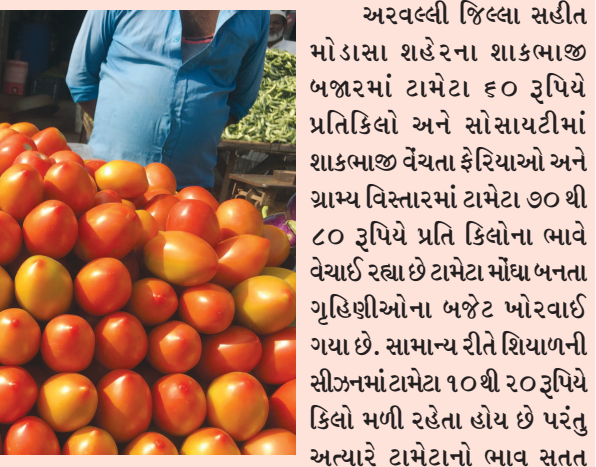 અરવલ્લી જિલ્લા સહીત
મોડાસા શહેરના શાકભાજી
બજારમાં ટામેટા ૬૦ રૂપિયે
પ્રતિકિલો અને સોસાયટીમાં
શાકભાજી વેંચતા ફેરિયાઓ અને
ગ્રામ્ય વિસ્તારમાં ટામેટા ૭૦ થી
૮૦ રૂપિયે પ્રતિ કિલોના ભાવે
વેચાઈ રહ્યા છે ટામેટા મોંઘા બનતા
ગૃહિણીઓના બજેટ ખોરવાઈ
ગયા છે. સામાન્ય રીતે શિયાળની
સીઝનમાં ટામેટા ૧૦ થી ૨૦ રૂપિયે
કિલો મળી રહેતા હોય છે પરંતુ
અત્યારે ટામેટાનો ભાવ સતત